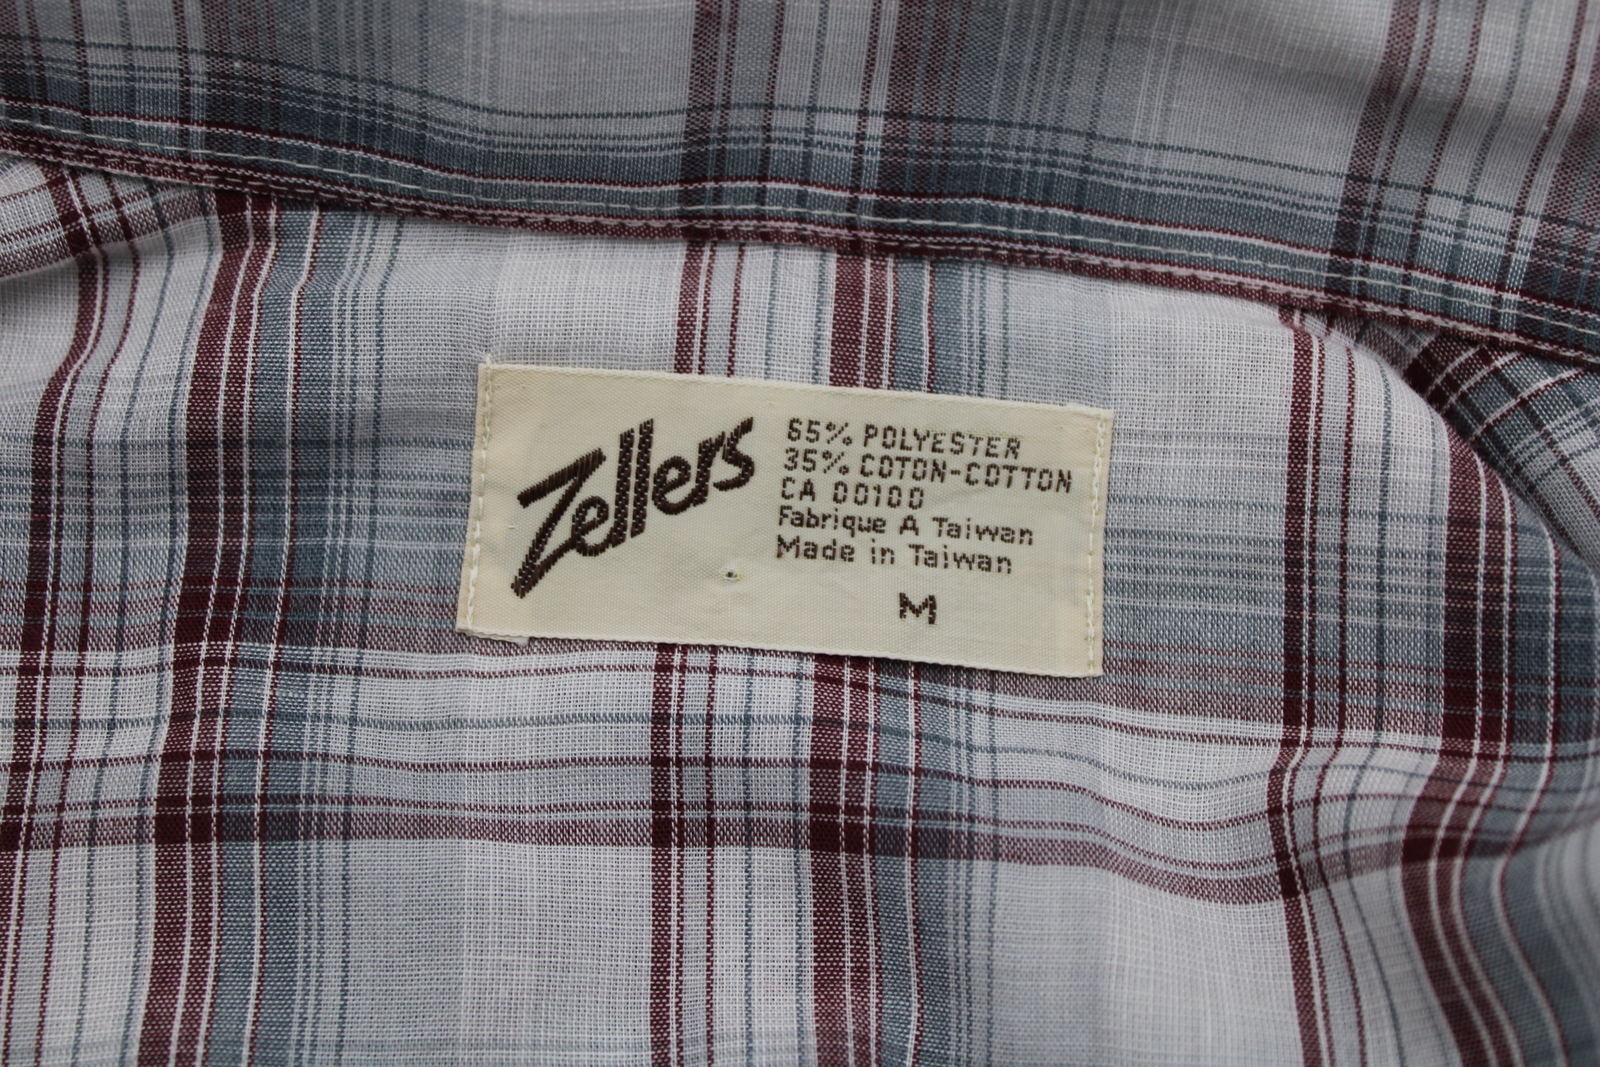 Zellers
65% POLYESTER
35% COTON-COTTON
CA 00100
Fabrique A Taiwan
Made in Taiwan
M